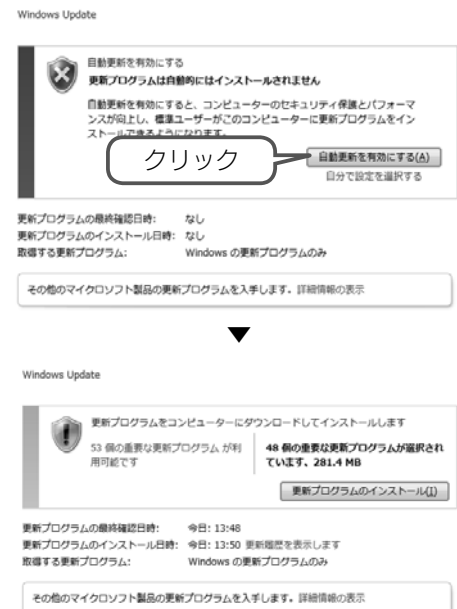 Windows Update
自動更新を有効にする
更新プログラムは自動的にはインストールされません
自動更新を有効にすると、コンピューターのセキュリティ保護とパフォーマ
ンスが向上し、標準ユーザーがこのコンピューターに更新プログラムをイン
ストールできるようになります。
クリック
自動更新を有効にする(A)
自分で設定を選択する
更新プログラムの最終確認日時: なし
更新プログラムのインストール日時: なし
取得する更新プログラム: Windows の更新プログラムのみ
その他のマイクロソフト製品の更新プログラムを入手します。詳細情報の表示
▼
Windows Update
更新プログラムをコンピューターにダウンロードしてインストールします
53 個の重要な更新プログラム が利
用可能です
48 個の重要な更新プログラムが選択され
ています、281.4 MB
更新プログラムのインストール(I)
更新プログラムの最終確認日時: 今日: 13:48
更新プログラムのインストール日時: 今日: 13:50 更新履歴を表示します
取得する更新プログラム: Windows の更新プログラムのみ
その他のマイクロソフト製品の更新プログラムを入手します。詳細情報の表示